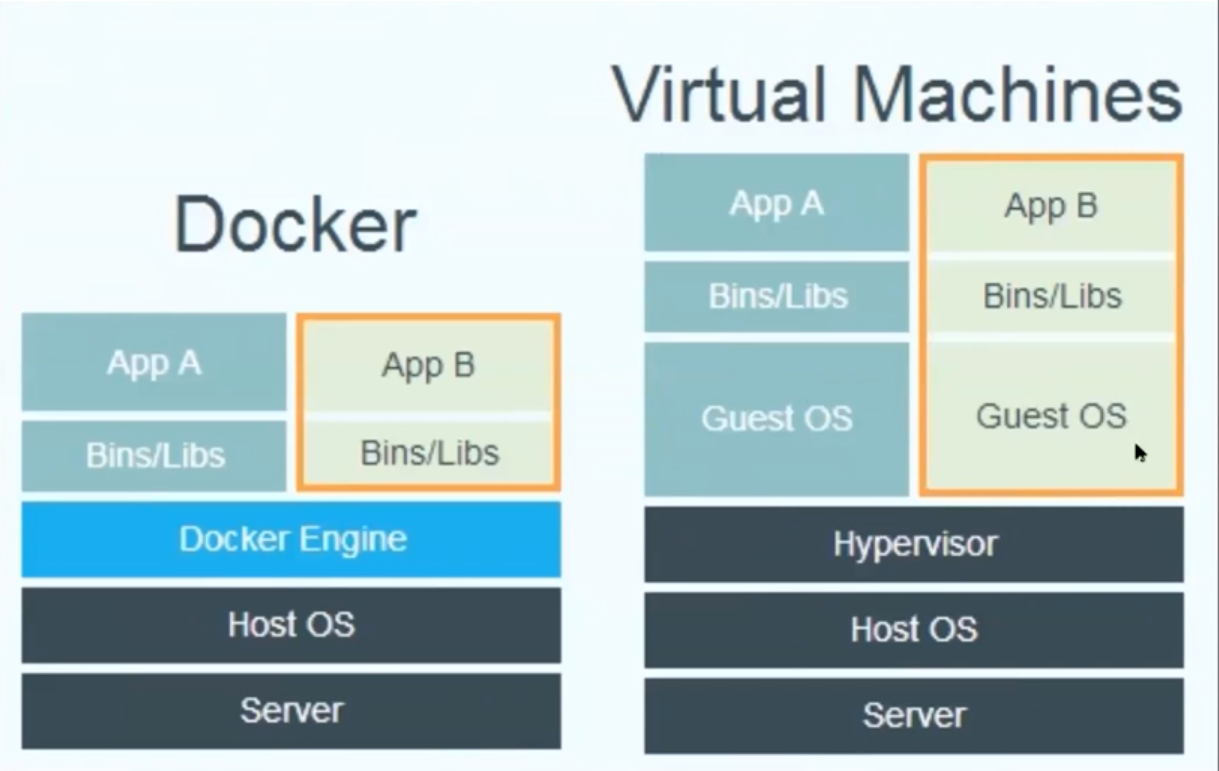 Docker
App A
App B
Bins/Libs
Bins/Libs
Docker Engine
Host OS
Server
Virtual Machines
App A
App B
Bins/Libs
Bins/Libs
Guest OS
Guest OS
Hypervisor
Host OS
Server